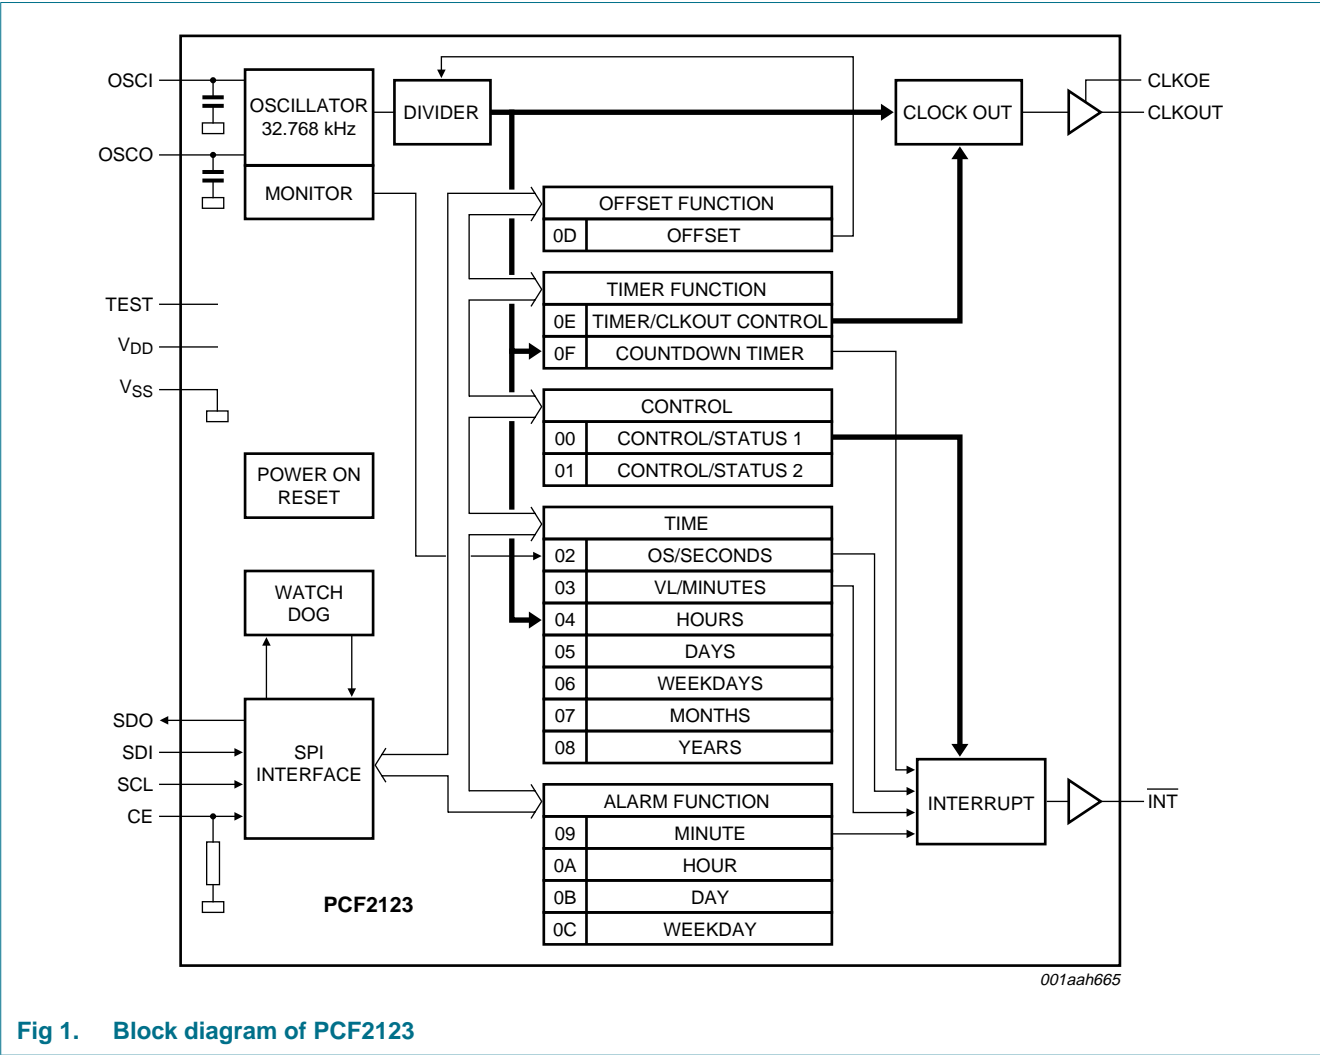 OSCI
OSCO
OSCILLATOR
32.768 kHz
MONITOR
DIVIDER
CLOCK OUT
CLKOE
CLKOUT
OFFSET FUNCTION
0D OFFSET
TIMER FUNCTION
0E TIMER/CLKOUT CONTROL
0F COUNTDOWN TIMER
TEST
VDD
VSS
CONTROL
00 CONTROL/STATUS 1
01 CONTROL/STATUS 2
POWER ON
RESET
TIME
02 OS/SECONDS
03 VL/MINUTES
04 HOURS
05 DAYS
06 WEEKDAYS
07 MONTHS
08 YEARS
WATCH
DOG
SDO
SDI
SCL
CE
SPI
INTERFACE
ALARM FUNCTION
09 MINUTE
0A HOUR
0B DAY
0C WEEKDAY
INTERRUPT
INT
PCF2123
001aah665
Fig 1. Block diagram of PCF2123